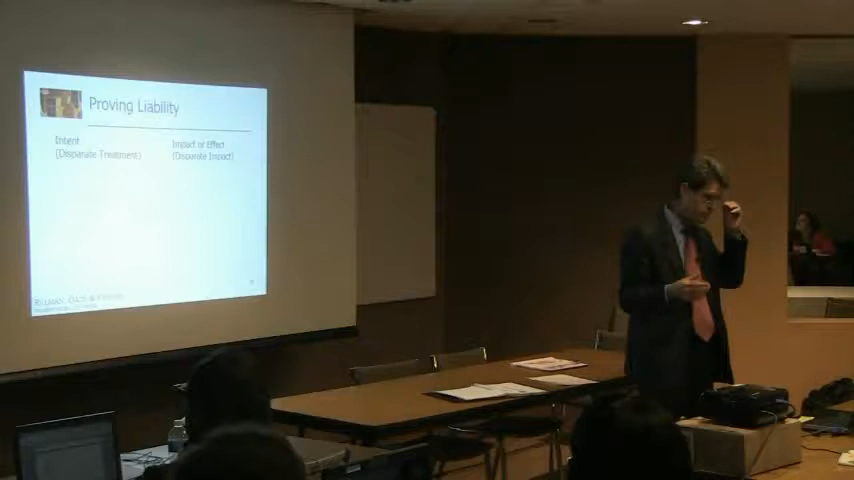 Proving Liability
Intent
(Disparate Treatment)
Impact or Effect
(Disparate Impact)